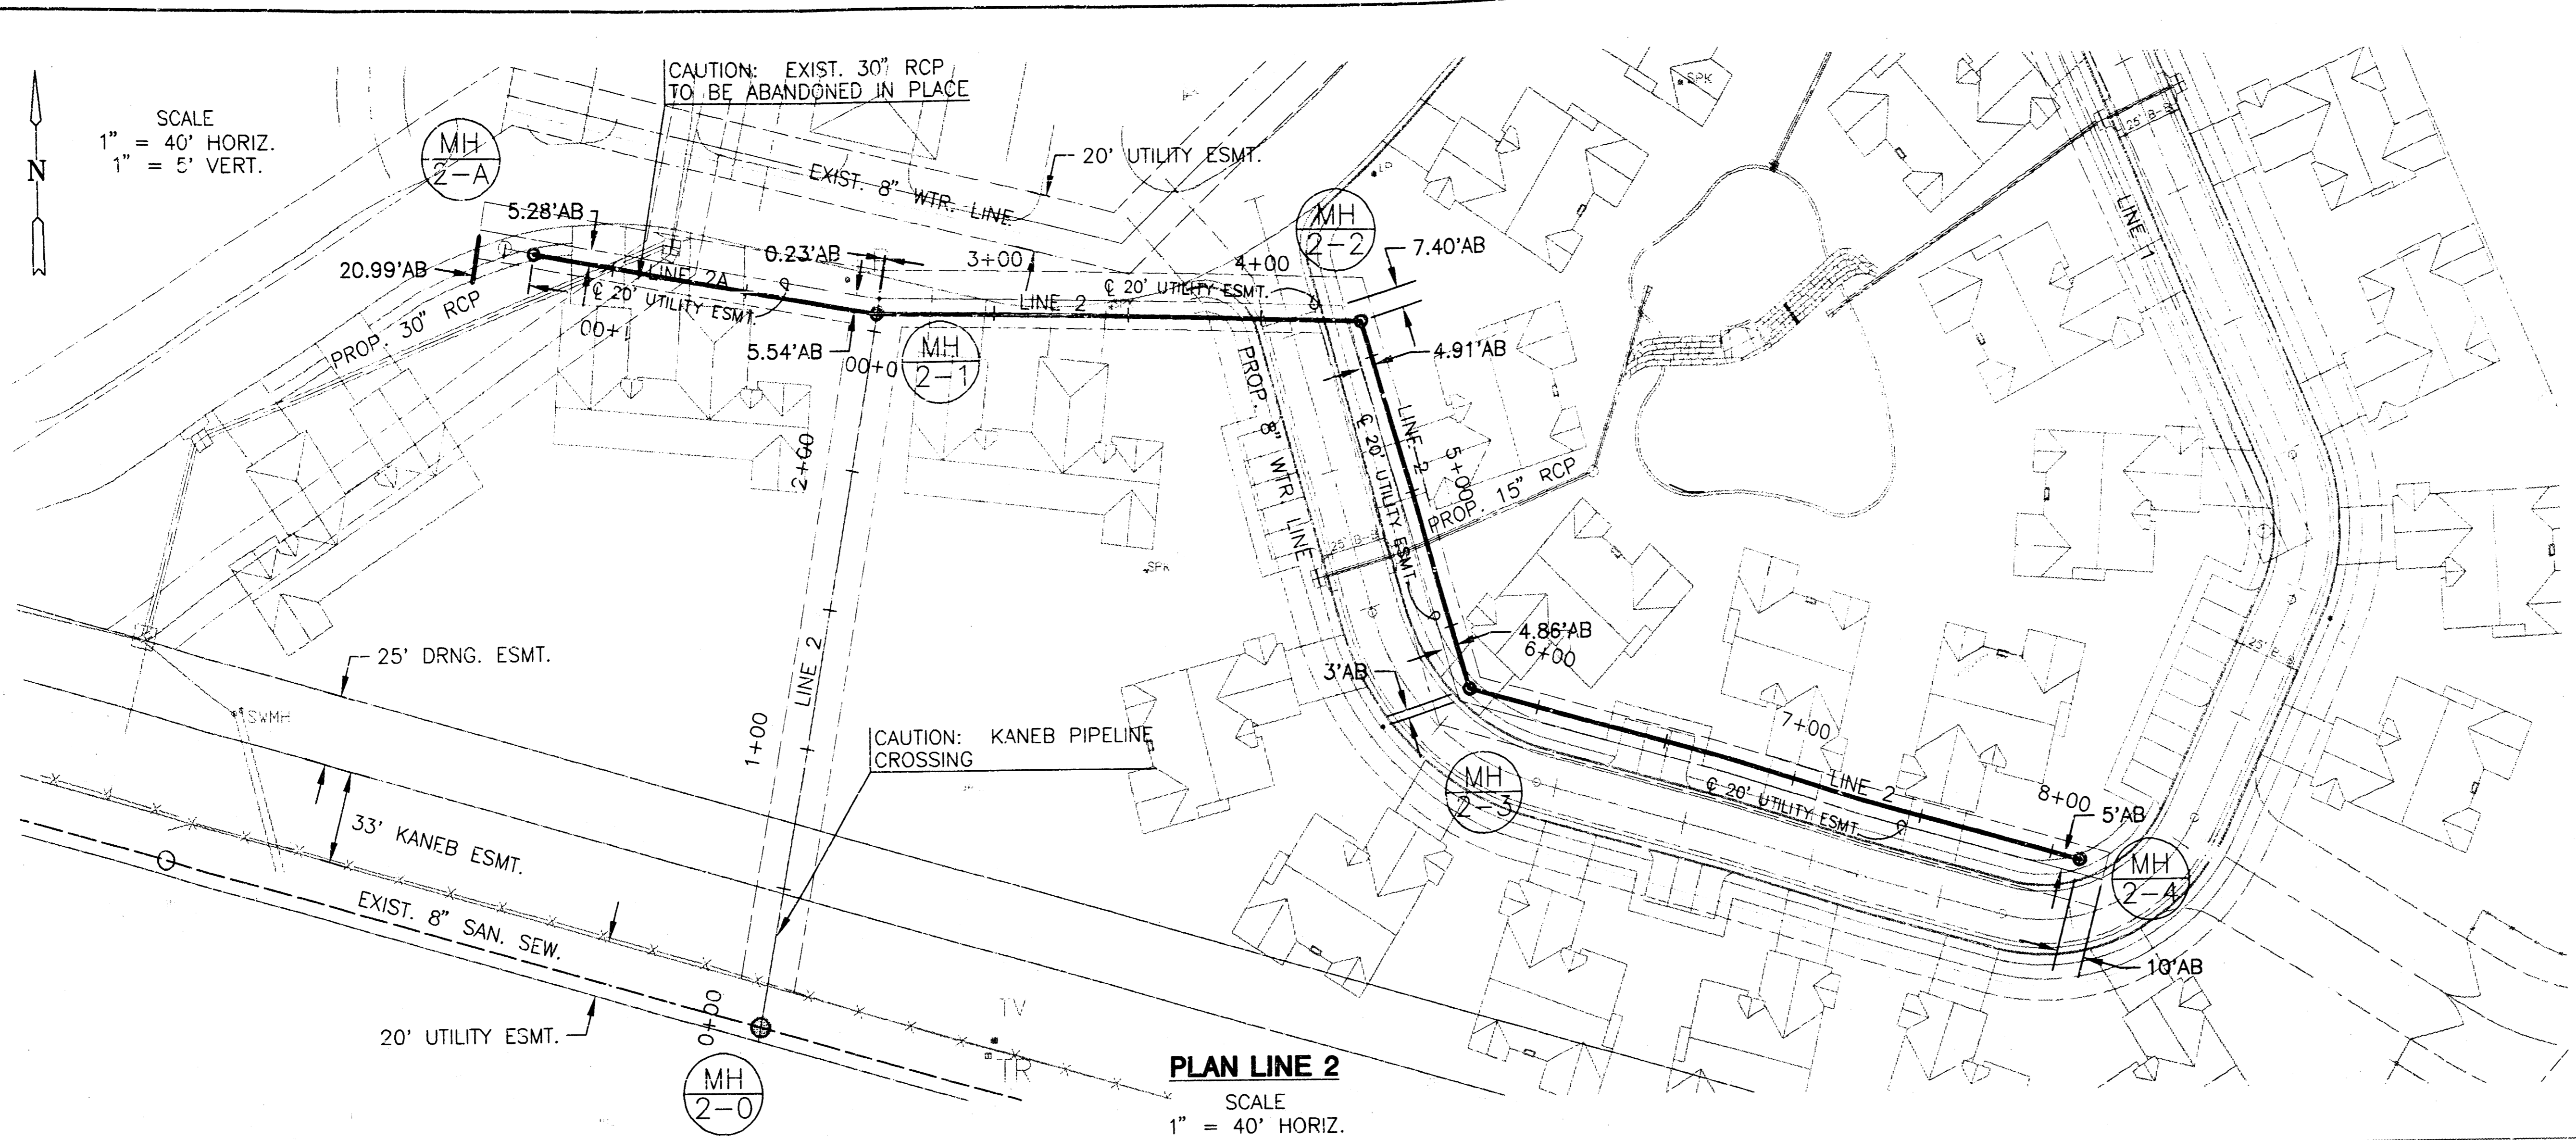 CAUTION: EXIST. 30" RCP
TO BE ABANDONED IN PLACE
SCALE
1" = 40' HORIZ.
1" = 5' VERT.
N
MH
2-A
20' UTILITY ESMT.
EXIST. 8" WTR. LINE
SPK
25' B-B
LINE 1
5.28'AB
20.99'AB
0.23'AB
3+00
4+00
MH
2-2
7.40'AB
LINE 2A
℄ 20' UTILITY ESMT.
LINE 2
℄ 20' UTILITY ESMT.
PROP. 30" RCP
1+00
5.54'AB
0+00
MH
2-1
4.91'AB
PROP. 8" WTR. LINE
LINE 2
℄ 20' UTILITY ESMT.
5+00
PROP. 15" RCP
25' B-B
2+00
SPK
LINE 2
25' DRNG. ESMT.
4.86'AB
6+00
3'AB
25' B-B
SWMH
1+00
CAUTION: KANEB PIPELINE
CROSSING
7+00
LINE 2
℄ 20' UTILITY ESMT.
8+00
5'AB
MH
2-3
MH
2-4
33' KANEB ESMT.
EXIST. 8" SAN. SEW.
10'AB
20' UTILITY ESMT.
0+00
TV
TR
MH
2-0
PLAN LINE 2
SCALE
1" = 40' HORIZ.